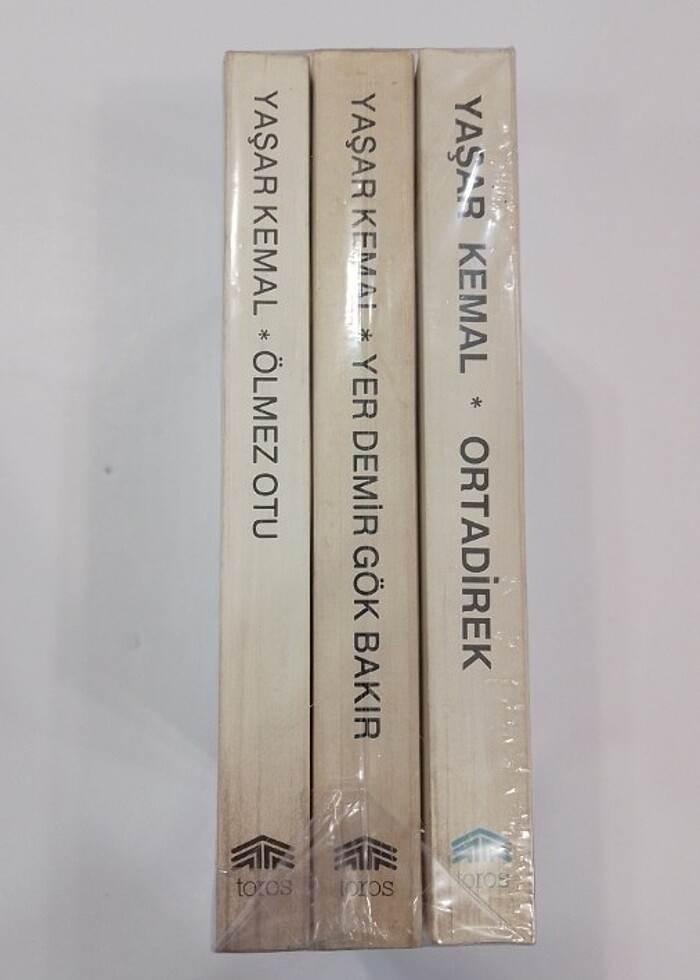 YAŞAR KEMAL * ÖLMEZ OTU
toros
YAŞAR KEMAL * YER DEMİR GÖK BAKIR
toros
YAŞAR KEMAL * ORTADİREK
toros